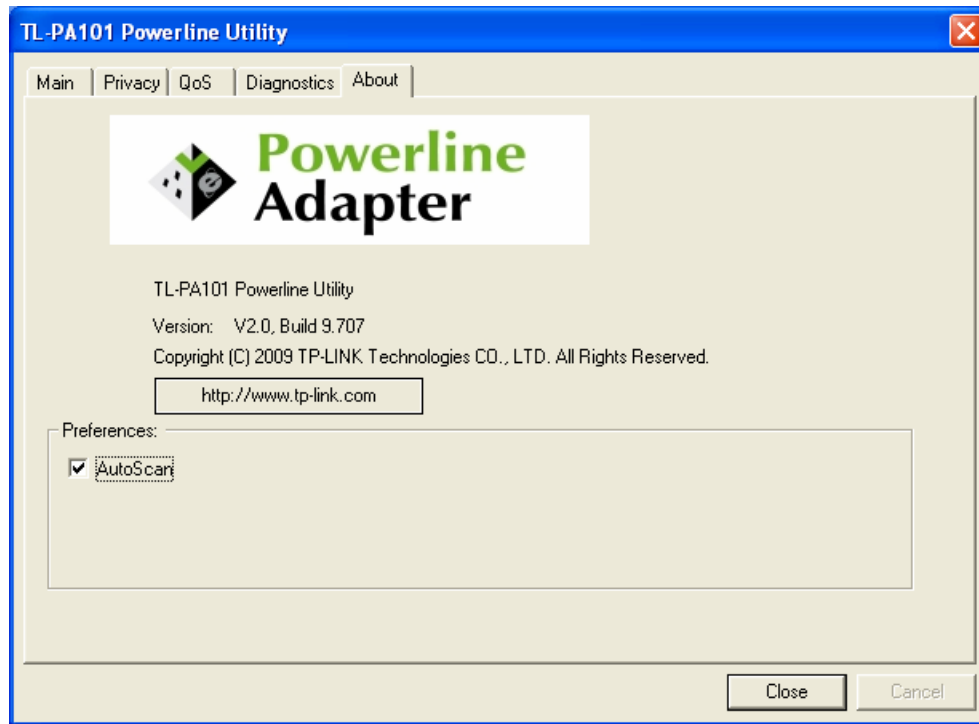 TL-PA101 Powerline Utility
Main Privacy QoS Diagnostics About
Powerline
Adapter
TL-PA101 Powerline Utility
Version: V2.0, Build 9.707
Copyright (C) 2009 TP-LINK Technologies CO., LTD. All Rights Reserved.
http://www.tp-link.com
Preferences:
AutoScan
Close Cancel